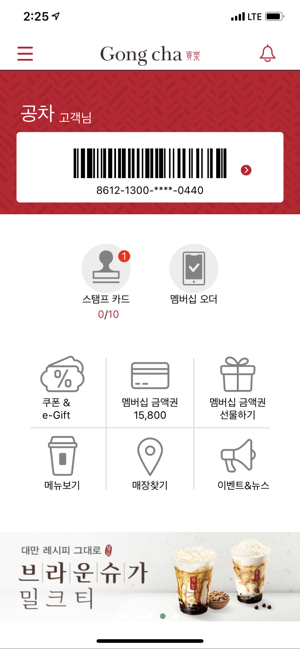 2:25 LTE
Gong cha 貢茶
공차 고객님
8612-1300-****-0440
1
스탬프 카드 멤버십 오더
0/10
쿠폰 & 멤버십 금액권 멤버십 금액권
e-Gift 15,800 선물하기
메뉴보기 매장찾기 이벤트&뉴스
대만 레시피 그대로
브라운슈가
밀크티